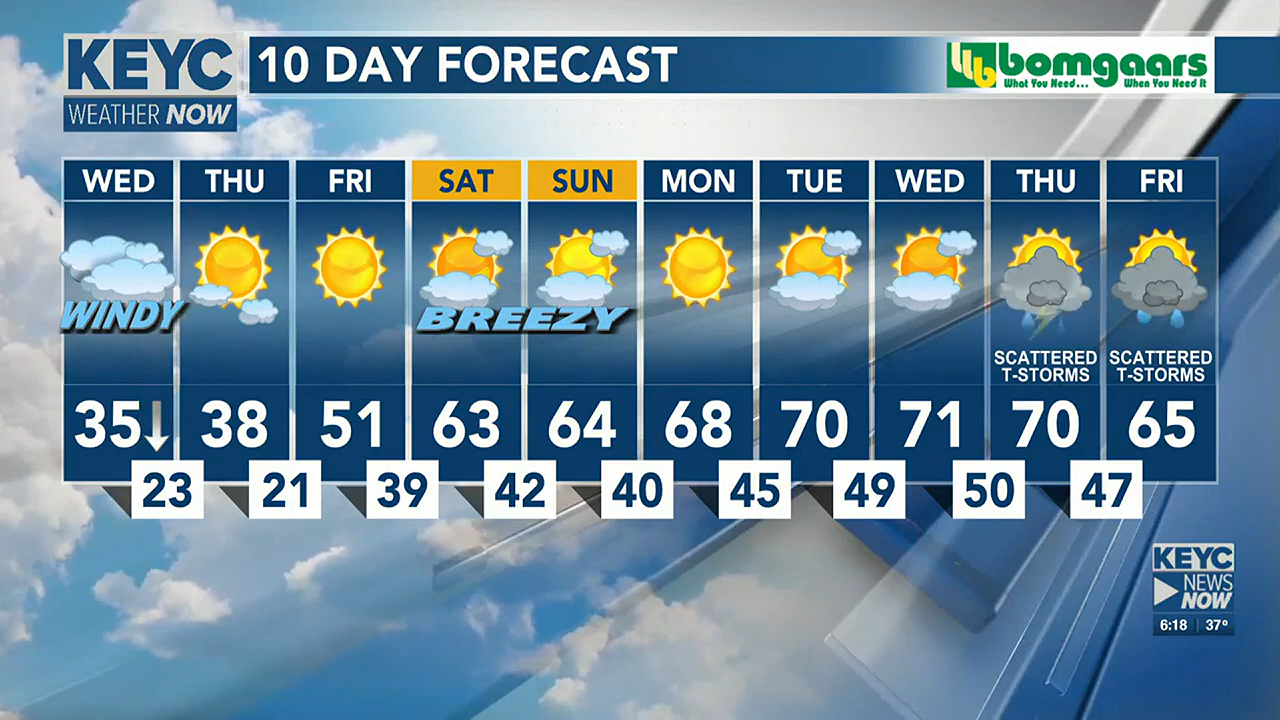 KEYC
WEATHER NOW
10 DAY FORECAST
bomgaars
What You Need... When You Need It
WED THU FRI SAT SUN MON TUE WED THU FRI
WINDY BREEZY
SCATTERED SCATTERED
T-STORMS T-STORMS
35 38 51 63 64 68 70 71 70 65
23 21 39 42 40 45 49 50 47
KEYC
NEWS
NOW
6:18 37°